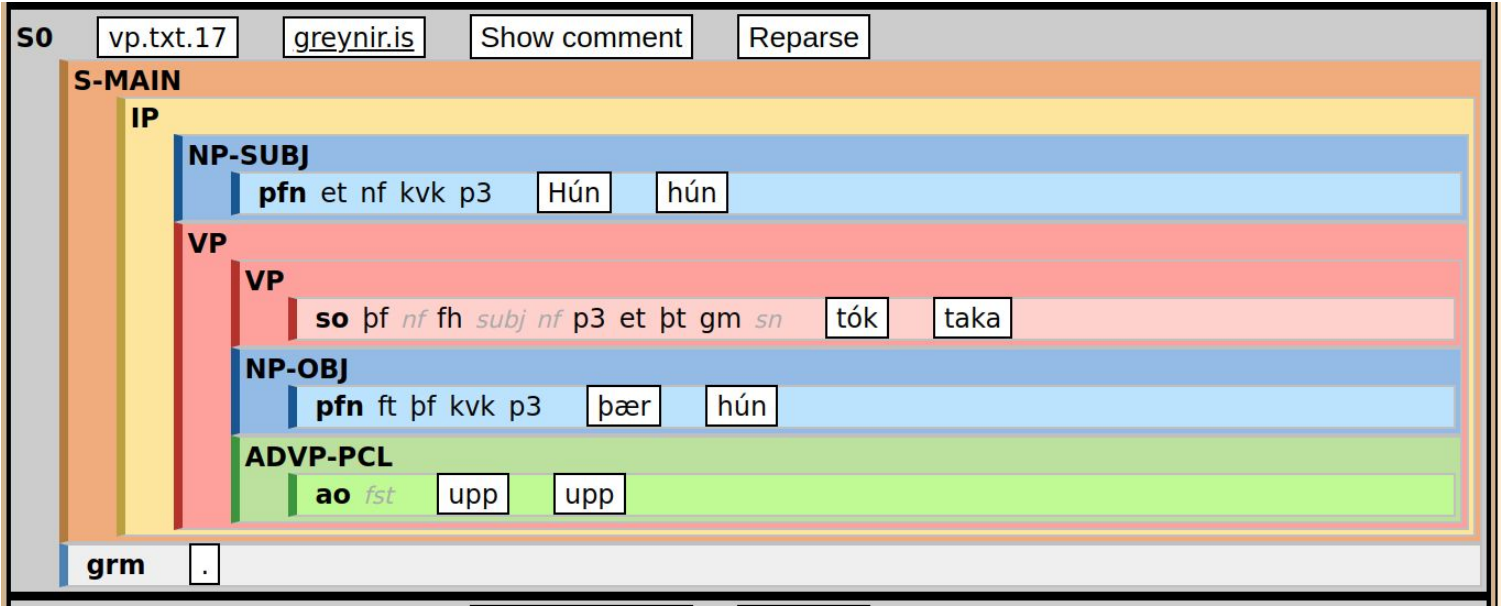 S0 vp.txt.17 greynir.is Show comment Reparse
S-MAIN
IP
NP-SUBJ
pfn et nf kvk p3 Hún hún
VP
VP
so þf nf fh subj nf p3 et þt gm sn tók taka
NP-OBJ
pfn ft þf kvk p3 þær hún
ADVP-PCL
ao fst upp upp
grm .